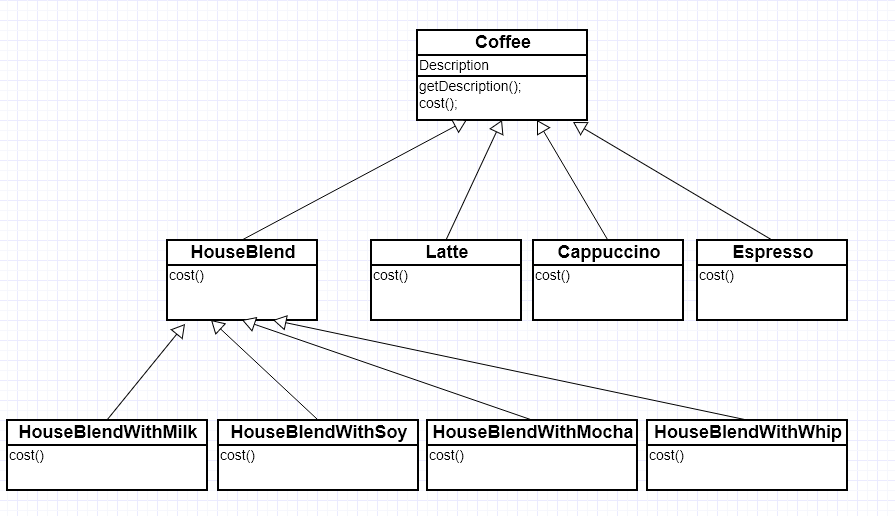 Coffee
Description
getDescription();
cost();
HouseBlend
cost()
Latte
cost()
Cappuccino
cost()
Espresso
cost()
HouseBlendWithMilk
cost()
HouseBlendWithSoy
cost()
HouseBlendWithMocha
cost()
HouseBlendWithWhip
cost()